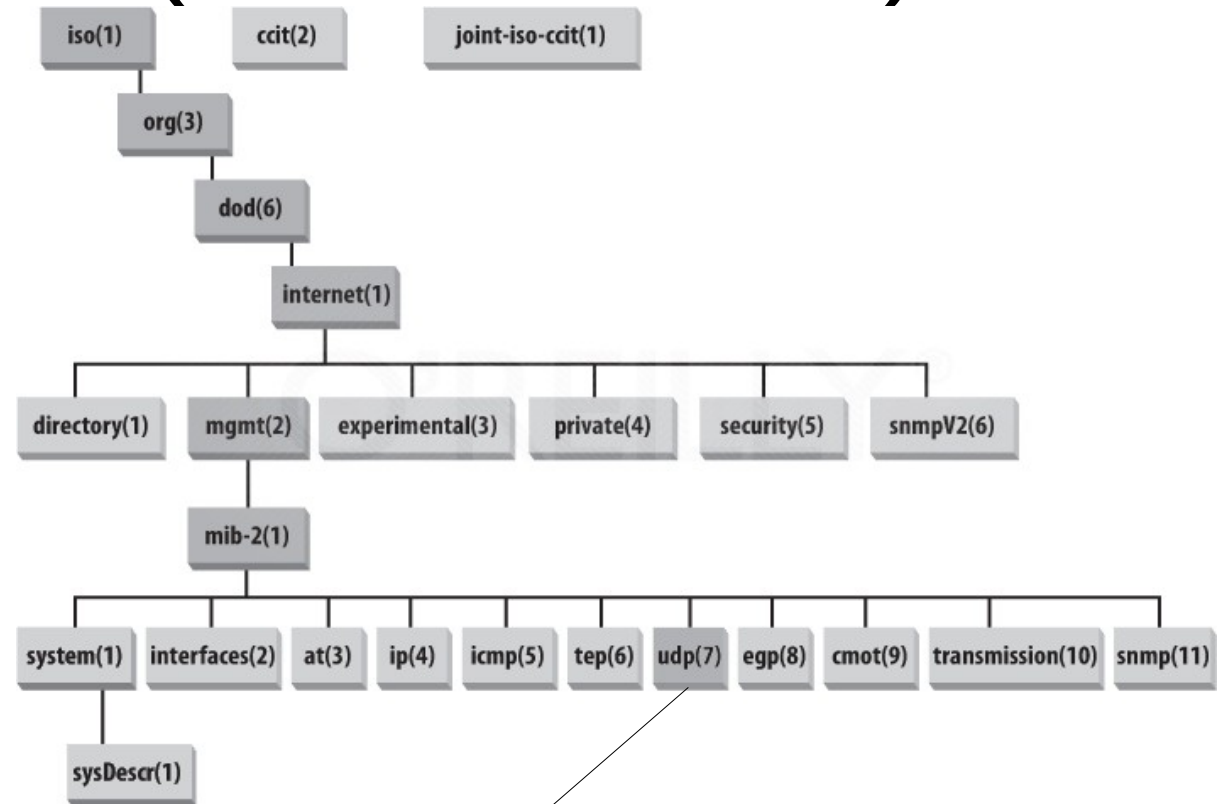 iso(1) ccit(2) joint-iso-ccit(1)
org(3)
dod(6)
internet(1)
directory(1) mgmt(2) experimental(3) private(4) security(5) snmpV2(6)
mib-2(1)
system(1) interfaces(2) at(3) ip(4) icmp(5) tep(6) udp(7) egp(8) cmot(9) transmission(10) snmp(11)
sysDescr(1)